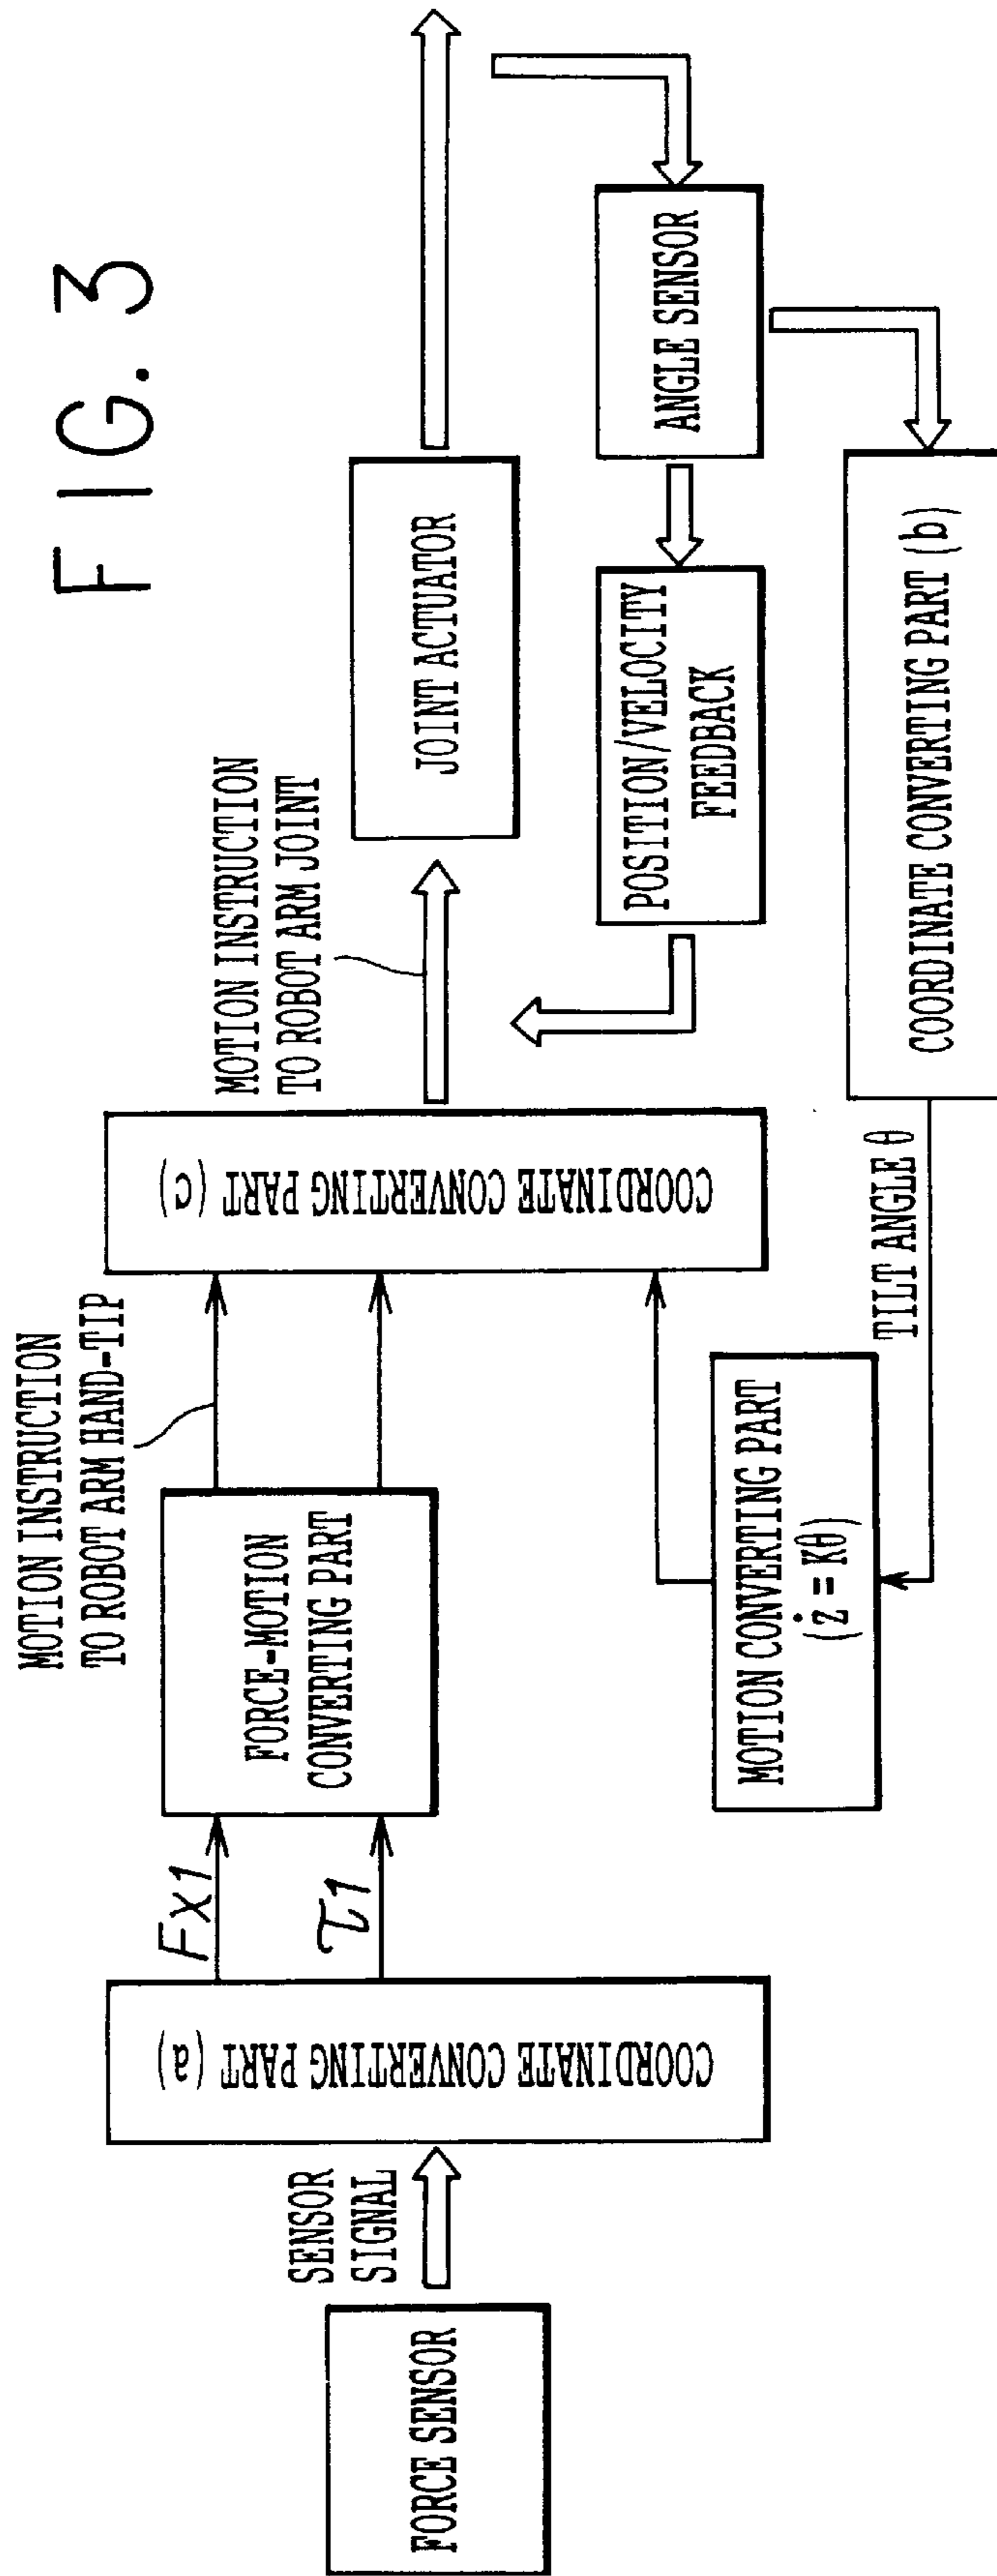 FIG. 3
FORCE SENSOR
SENSOR
SIGNAL
COORDINATE CONVERTING PART (a)
Fx1
τ1
FORCE-MOTION
CONVERTING PART
MOTION INSTRUCTION
TO ROBOT ARM HAND-TIP
COORDINATE CONVERTING PART (c)
MOTION INSTRUCTION
TO ROBOT ARM JOINT
JOINT ACTUATOR
ANGLE SENSOR
POSITION/VELOCITY
FEEDBACK
COORDINATE CONVERTING PART (b)
TILT ANGLE θ
MOTION CONVERTING PART
(ż = Kθ)